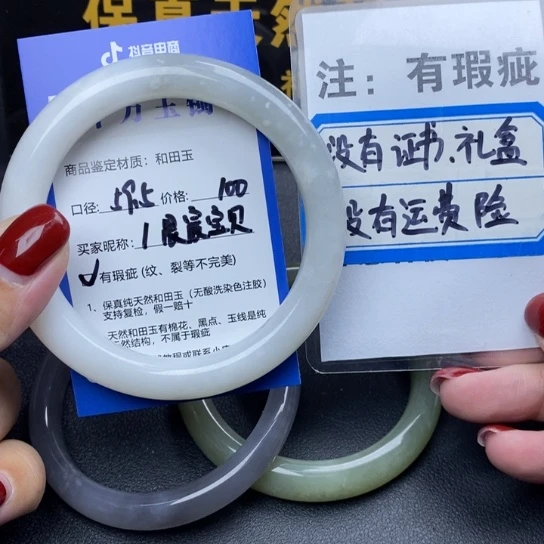 保真天然
抖音电商
商品鉴定材质：和田玉
口径：59.5 价格：100
买家昵称：1晨宸宝贝
✓有瑕疵（纹、裂等不完美）
1、保真纯天然和田玉（无酸洗染色注胶）
支持复检，假一赔十
天然和田玉有棉花、黑点、玉线是纯
然结构，不属于瑕疵
注：有瑕疵
没有证书、礼盒
没有运费险